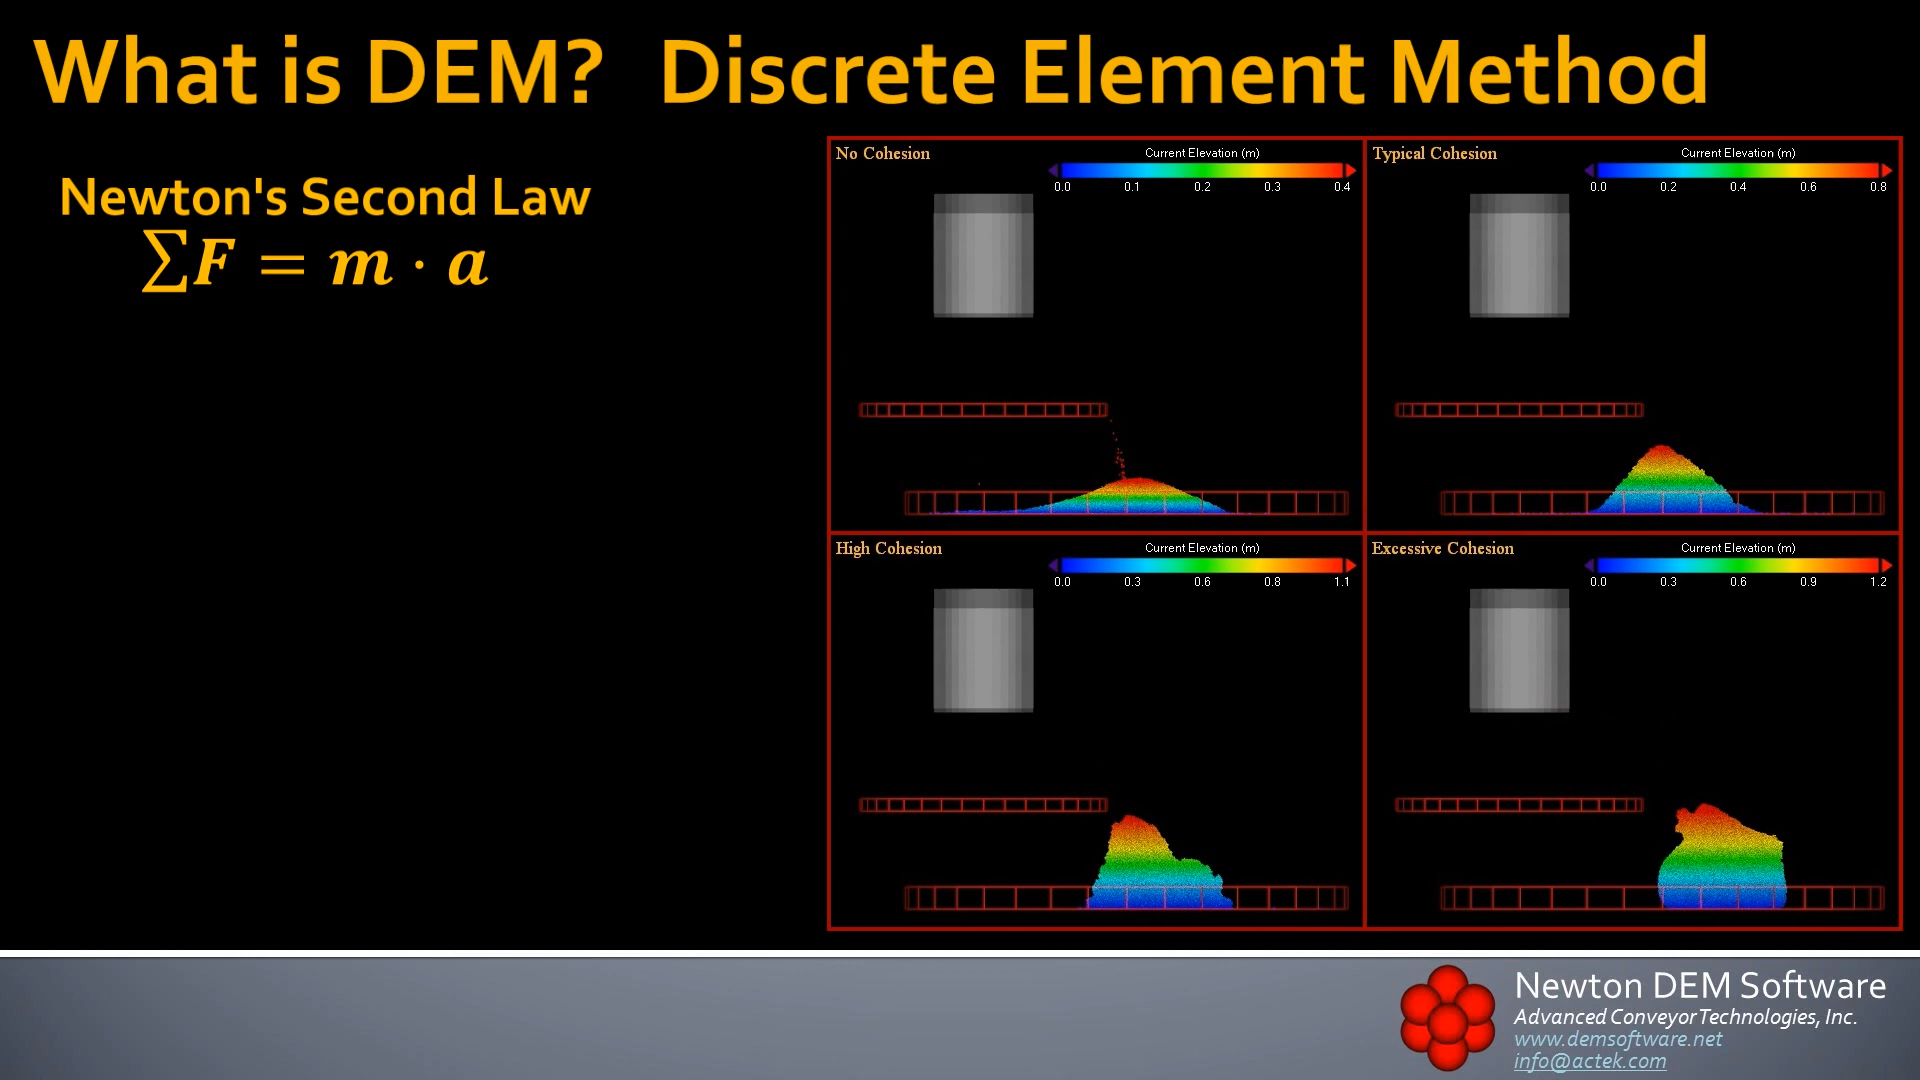 What is DEM?   Discrete Element Method
Newton's Second Law
∑F = m · a
No Cohesion
Current Elevation (m)
0.0 0.1 0.2 0.3 0.4
Typical Cohesion
Current Elevation (m)
0.0 0.2 0.4 0.6 0.8
High Cohesion
Current Elevation (m)
0.0 0.3 0.6 0.8 1.1
Excessive Cohesion
Current Elevation (m)
0.0 0.3 0.6 0.9 1.2
Newton DEM Software
Advanced Conveyor Technologies, Inc.
www.demsoftware.net
info@actek.com